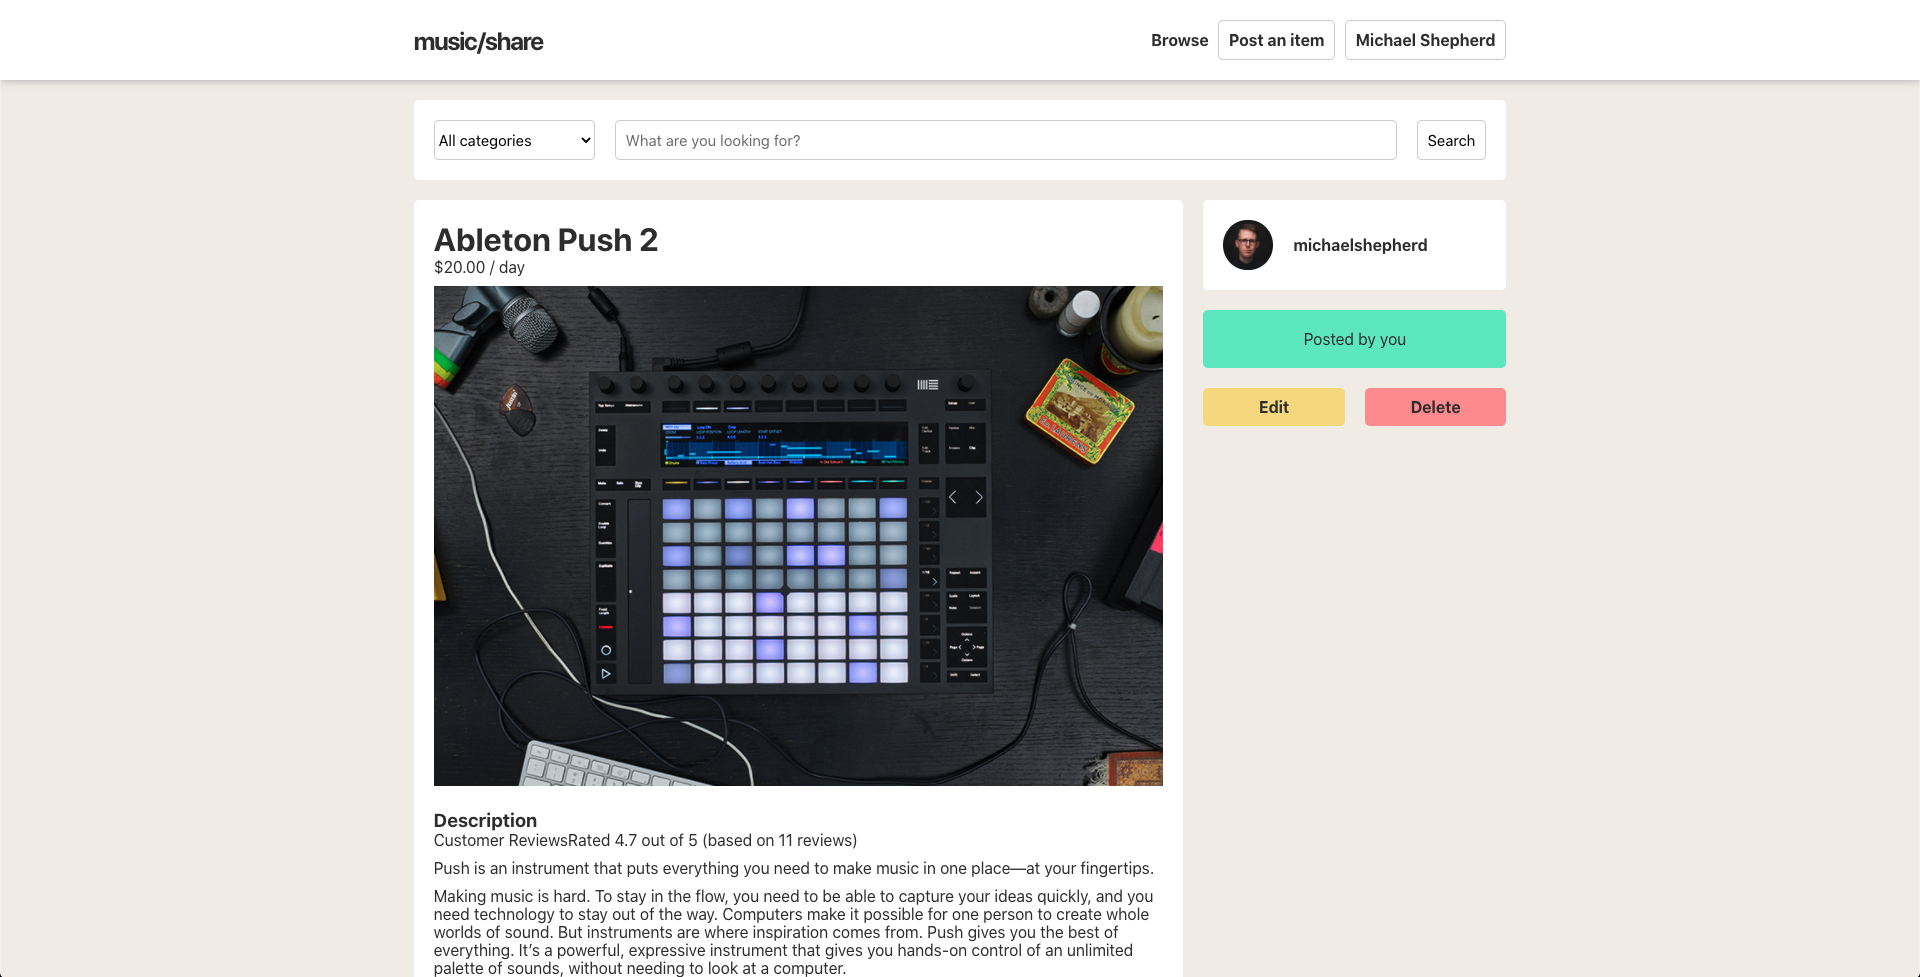 music/share
Browse
Post an item
Michael Shepherd
All categories
What are you looking for?
Search
Ableton Push 2
$20.00 / day
michaelshepherd
Posted by you
Edit
Delete
Description
Customer ReviewsRated 4.7 out of 5 (based on 11 reviews)
Push is an instrument that puts everything you need to make music in one place—at your fingertips.
Making music is hard. To stay in the flow, you need to be able to capture your ideas quickly, and you
need technology to stay out of the way. Computers make it possible for one person to create whole
worlds of sound. But instruments are where inspiration comes from. Push gives you the best of
everything. It’s a powerful, expressive instrument that gives you hands-on control of an unlimited
palette of sounds, without needing to look at a computer.